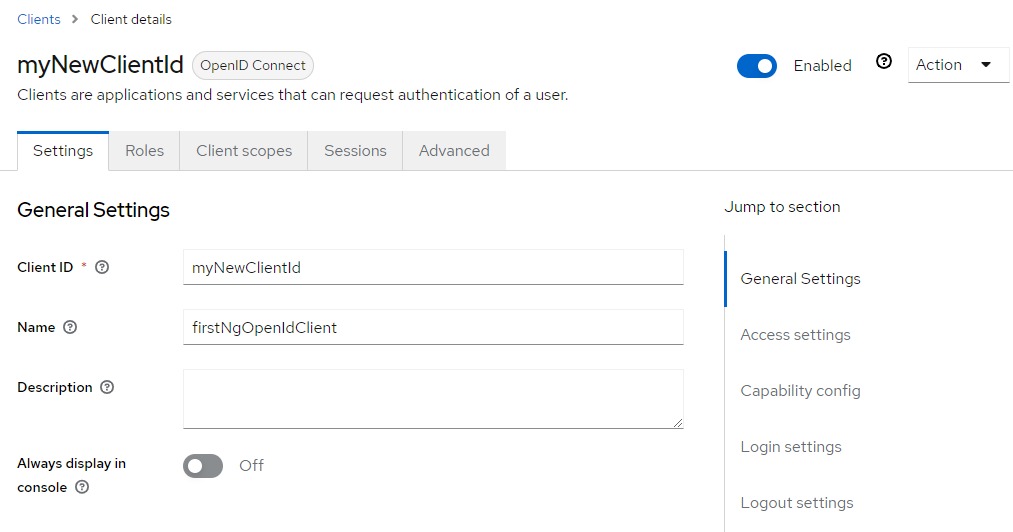 Clients > Client details
myNewClientId OpenID Connect Enabled Action
Clients are applications and services that can request authentication of a user.
Settings Roles Client scopes Sessions Advanced
General Settings
Client ID * myNewClientId
Name firstNgOpenIdClient
Description
Always display in
console Off
Jump to section
General Settings
Access settings
Capability config
Login settings
Logout settings